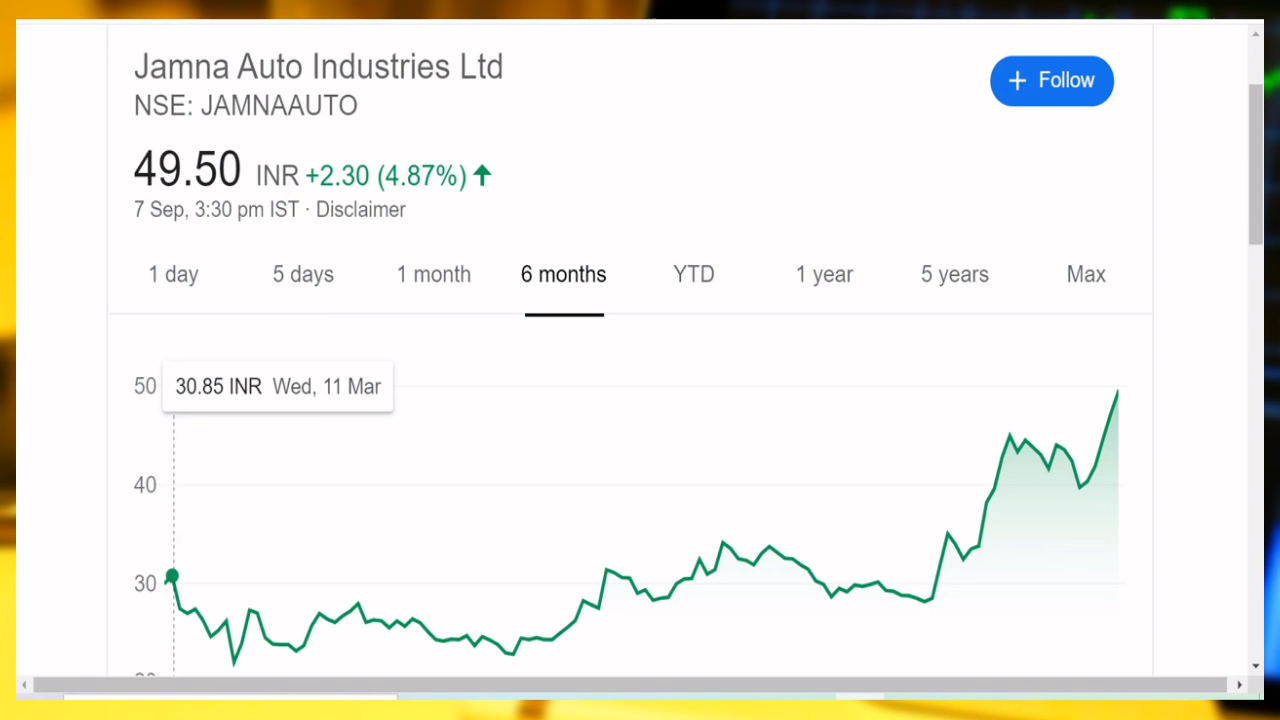 Jamna Auto Industries Ltd
NSE: JAMNAAUTO
+ Follow
49.50 INR +2.30 (4.87%)
7 Sep, 3:30 pm IST · Disclaimer
1 day 5 days 1 month 6 months YTD 1 year 5 years Max
50
30.85 INR Wed, 11 Mar
40
30